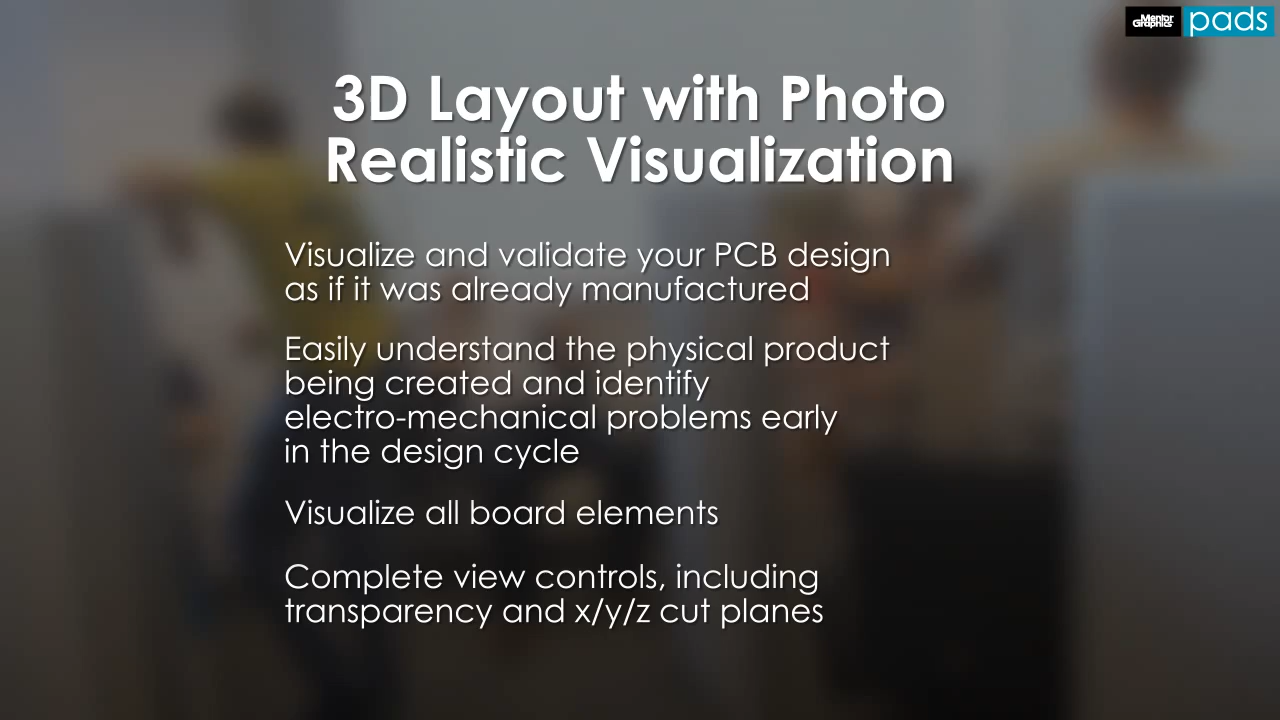 Mentor
Graphics
pads
3D Layout with Photo
Realistic Visualization
Visualize and validate your PCB design
as if it was already manufactured
Easily understand the physical product
being created and identify
electro-mechanical problems early
in the design cycle
Visualize all board elements
Complete view controls, including
transparency and x/y/z cut planes